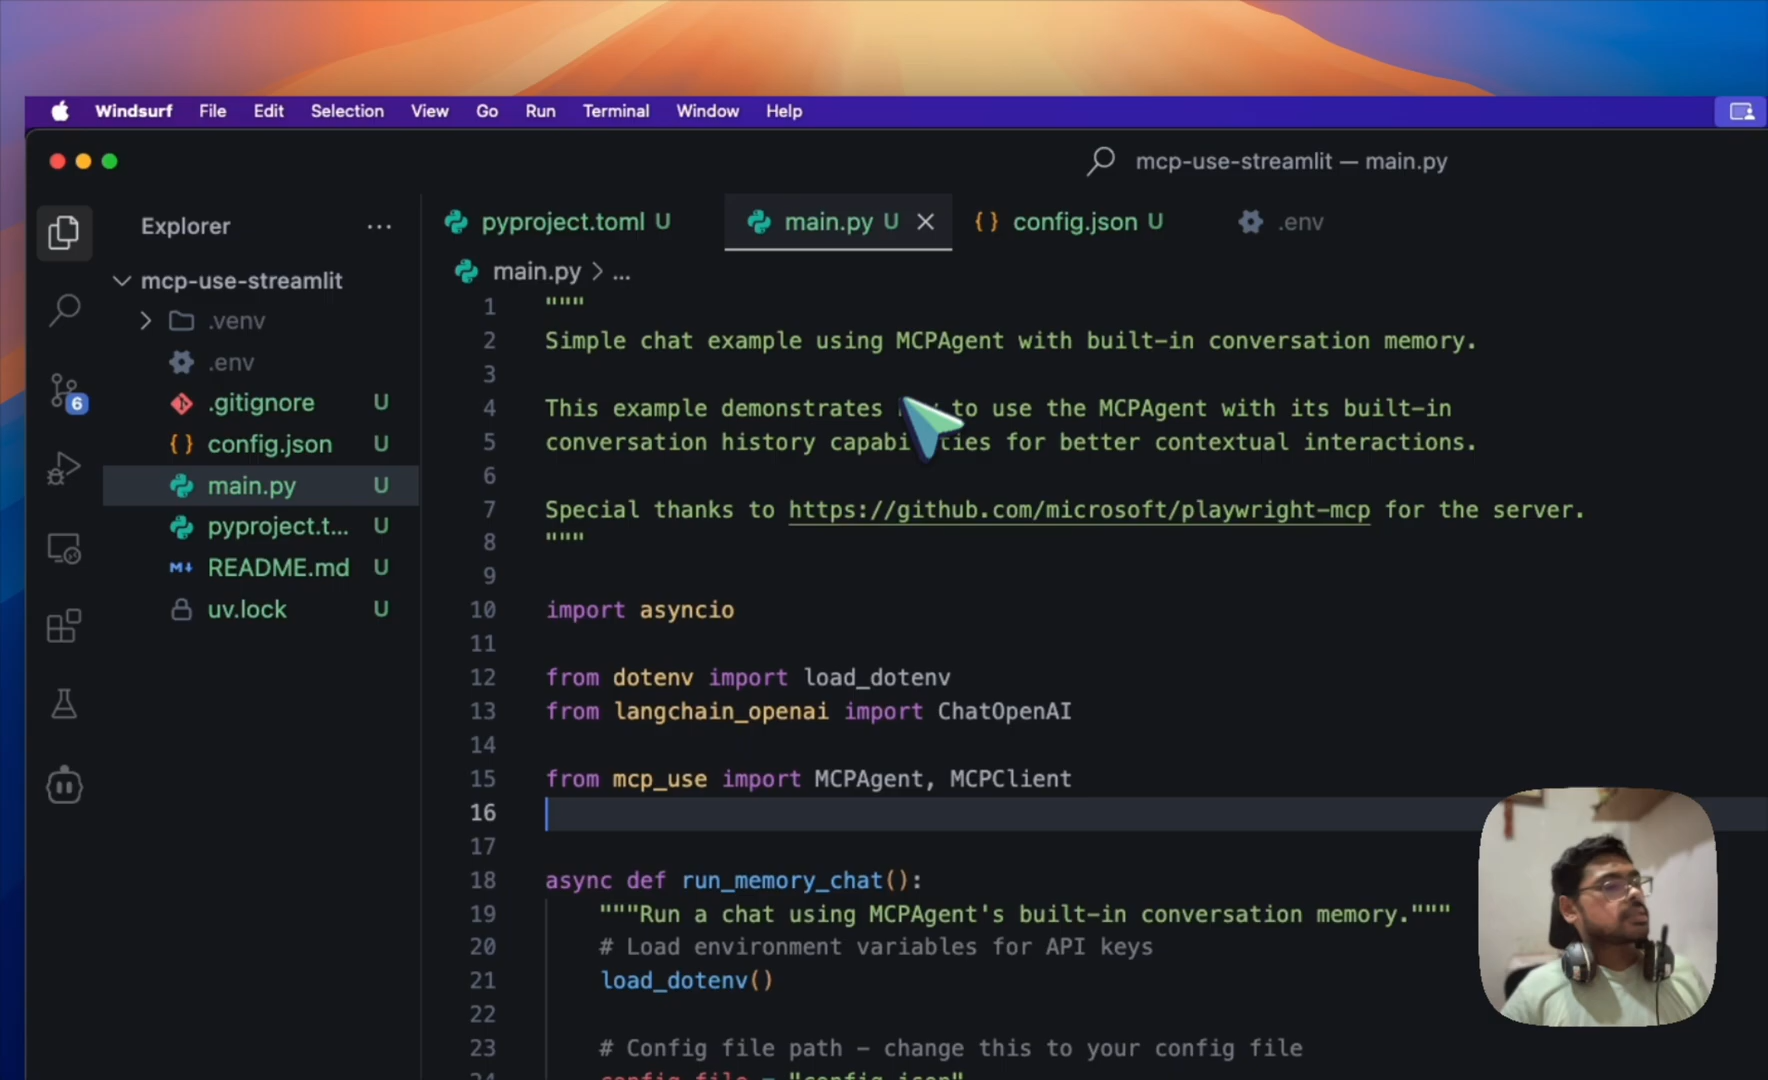 Windsurf File Edit Selection View Go Run Terminal Window Help
mcp-use-streamlit — main.py
Explorer ...
pyproject.toml U main.py U config.json U .env
main.py > ...
mcp-use-streamlit
.venv
.env
.gitignore U
config.json U
main.py U
pyproject.t... U
README.md U
uv.lock U
6
1 """
2 Simple chat example using MCPAgent with built-in conversation memory.
3
4 This example demonstrates to use the MCPAgent with its built-in
5 conversation history capabilities for better contextual interactions.
6
7 Special thanks to https://github.com/microsoft/playwright-mcp for the server.
8 """
9
10 import asyncio
11
12 from dotenv import load_dotenv
13 from langchain_openai import ChatOpenAI
14
15 from mcp_use import MCPAgent, MCPClient
16
17
18 async def run_memory_chat():
19 """Run a chat using MCPAgent's built-in conversation memory."""
20 # Load environment variables for API keys
21 load_dotenv()
22
23 # Config file path – change this to your config file
24 config_file = "config.json"